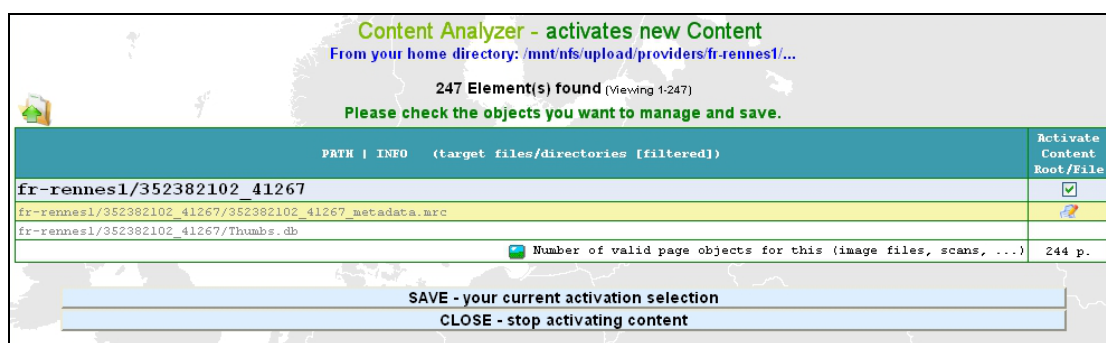 Content Analyzer - activates new Content
From your home directory: /mnt/nfs/upload/providers/fr-rennes1/...
247 Element(s) found (Viewing 1-247)
Please check the objects you want to manage and save.
PATH | INFO (target files/directories [filtered])
Activate
Content
Root/File
fr-rennes1/352382102_41267
fr-rennes1/352382102_41267/352382102_41267_metadata.mrc
fr-rennes1/352382102_41267/Thumbs.db
Number of valid page objects for this (image files, scans, ...) 244 p.
SAVE - your current activation selection
CLOSE - stop activating content